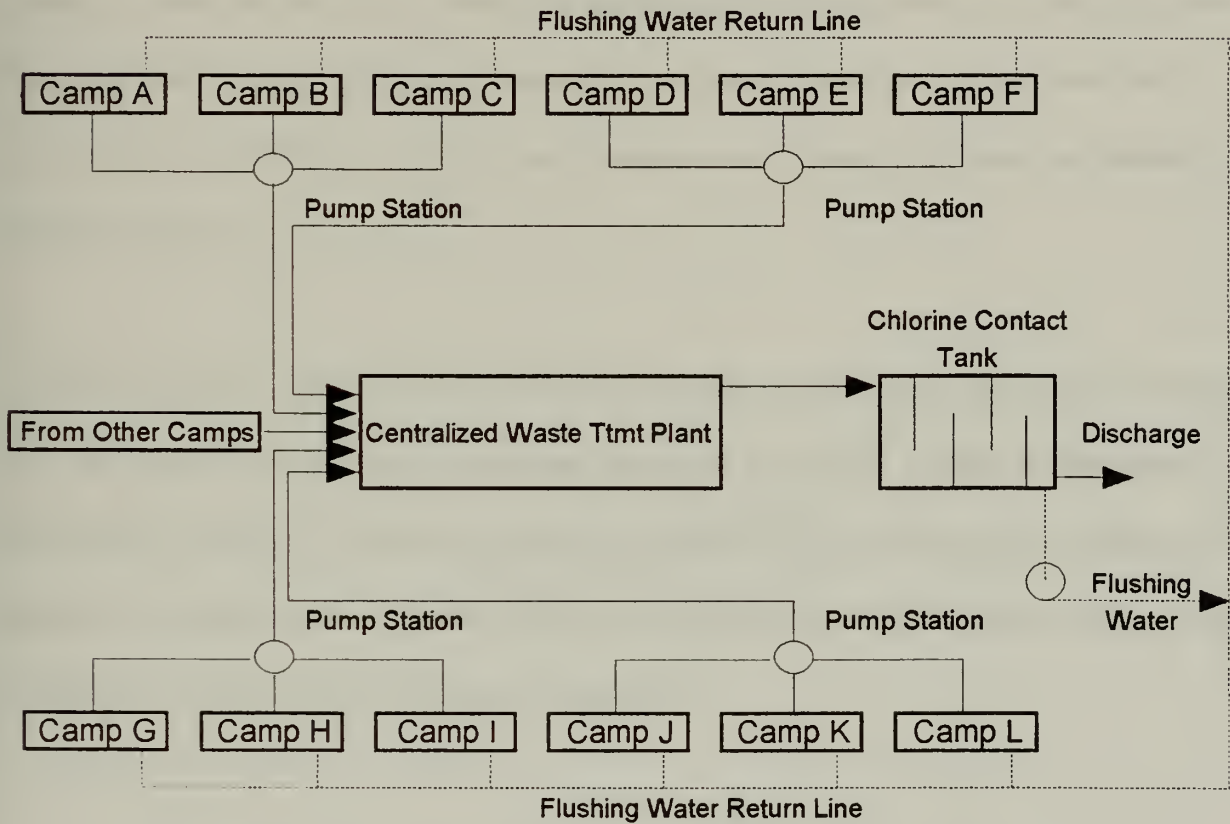 Flushing Water Return Line
Camp A
Camp B
Camp C
Camp D
Camp E
Camp F
Pump Station
Pump Station
Chlorine Contact
Tank
From Other Camps
Centralized Waste Ttmt Plant
Discharge
Flushing
Water
Pump Station
Pump Station
Camp G
Camp H
Camp I
Camp J
Camp K
Camp L
Flushing Water Return Line